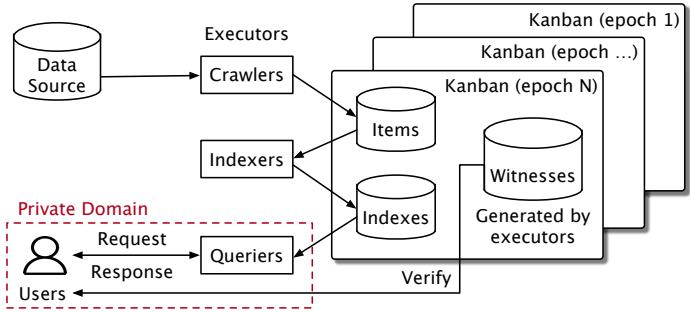 Kanban (epoch 1)
Kanban (epoch ...)
Kanban (epoch N)
Executors
Data
Source
Crawlers
Items
Indexers
Witnesses
Indexes
Generated by
executors
Private Domain
Request
Queriers
Response
Verify
Users